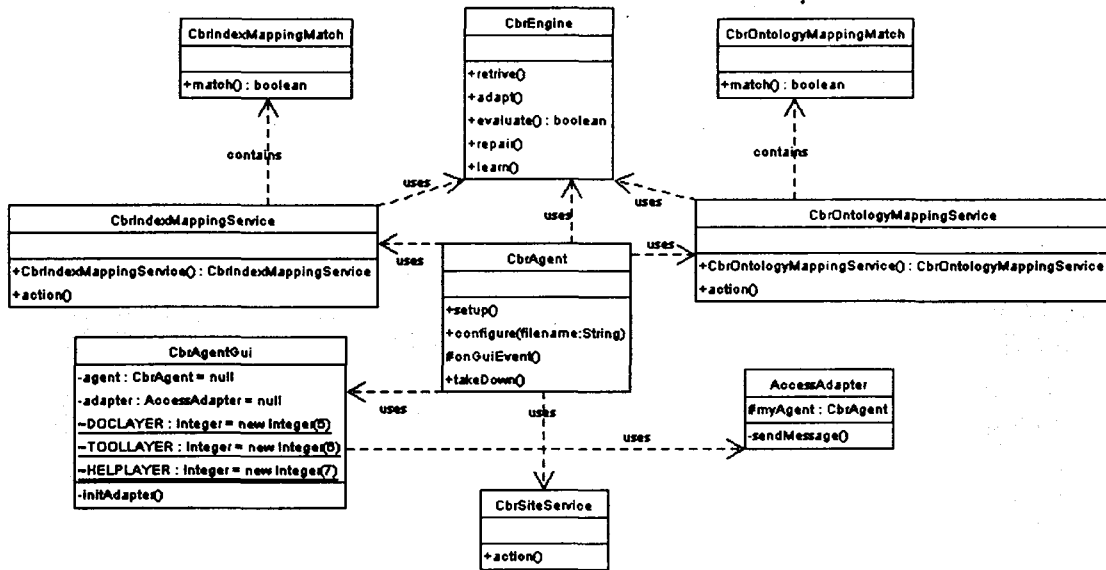 CbrIndexMappingMatch
+match() : boolean
CbrEngine
+retrive()
+adapt()
+evaluate() : boolean
+repair()
+learn()
CbrOntologyMappingMatch
+match() : boolean
contains
contains
uses
uses
uses
CbrIndexMappingService
+CbrIndexMappingService() : CbrIndexMappingService
+action()
uses
CbrAgent
+setup()
+configure(filename:String)
#onGuiEvent()
+takeDown()
uses
CbrOntologyMappingService
+CbrOntologyMappingService() : CbrOntologyMappingService
+action()
CbrAgentGui
-agent : CbrAgent = null
-adapter : AccessAdapter = null
~DOCLAYER : Integer = new Integer(5)
~TOOLLAYER : Integer = new Integer(6)
~HELPLAYER : Integer = new Integer(7)
-initAdapter()
uses
uses
uses
AccessAdapter
#myAgent : CbrAgent
-sendMessage()
CbrSiteService
+action()